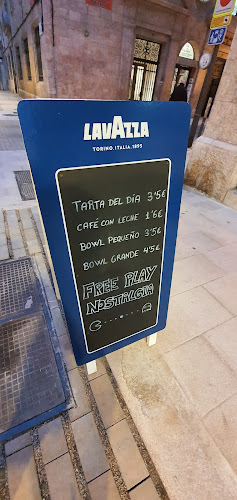 LAVAZZA
TORINO, ITALIA, 1895
TARTA DEL DÍA 3'5€
CAFÉ CON LECHE 1'6€
BOWL PEQUEÑO 3'5€
BOWL GRANDE 4'5€
FREE PLAY
NOSTALGIA